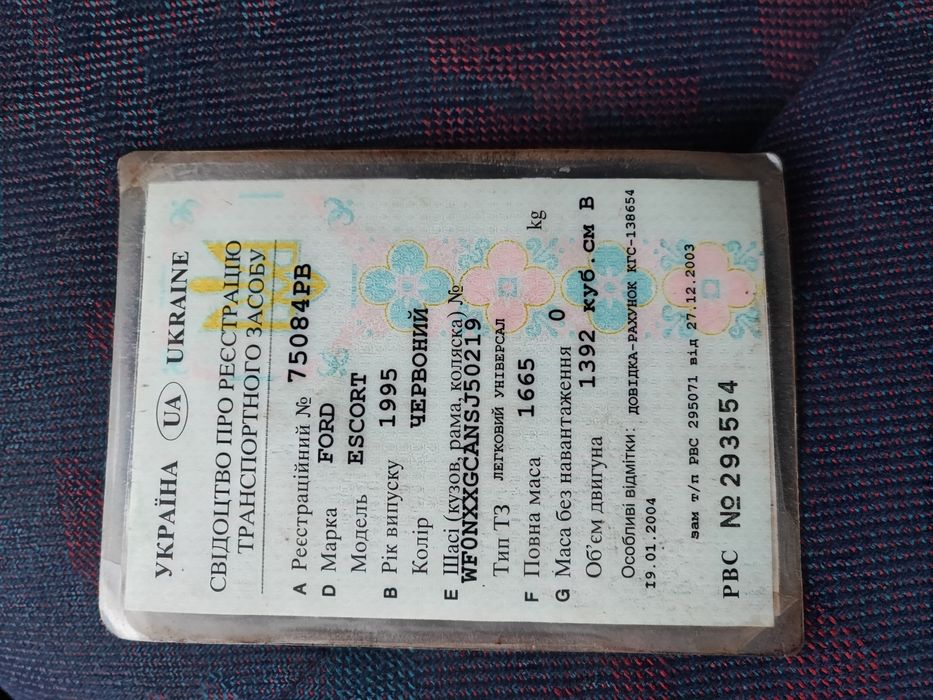 УКРАЇНА UA UKRAINE
СВІДОЦТВО ПРО РЕЄСТРАЦІЮ
ТРАНСПОРТНОГО ЗАСОБУ
A Реєстраційний № 75084РВ
D Марка FORD
Модель ESCORT
B Рік випуску 1995
Колір ЧЕРВОНИЙ
E Шасі (кузов, рама, коляска) №
WF0NXXGCANSJ50219
Тип ТЗ ЛЕГКОВИЙ УНІВЕРСАЛ
F Повна маса 1665 kg
G Маса без навантаження 0
Об'єм двигуна 1392 куб.см В
Особливі відмітки: ДОВІДКА-РАХУНОК КГС-138654
19.01.2004
зам т/п РВС 295071 від 27.12.2003
РВС №293554